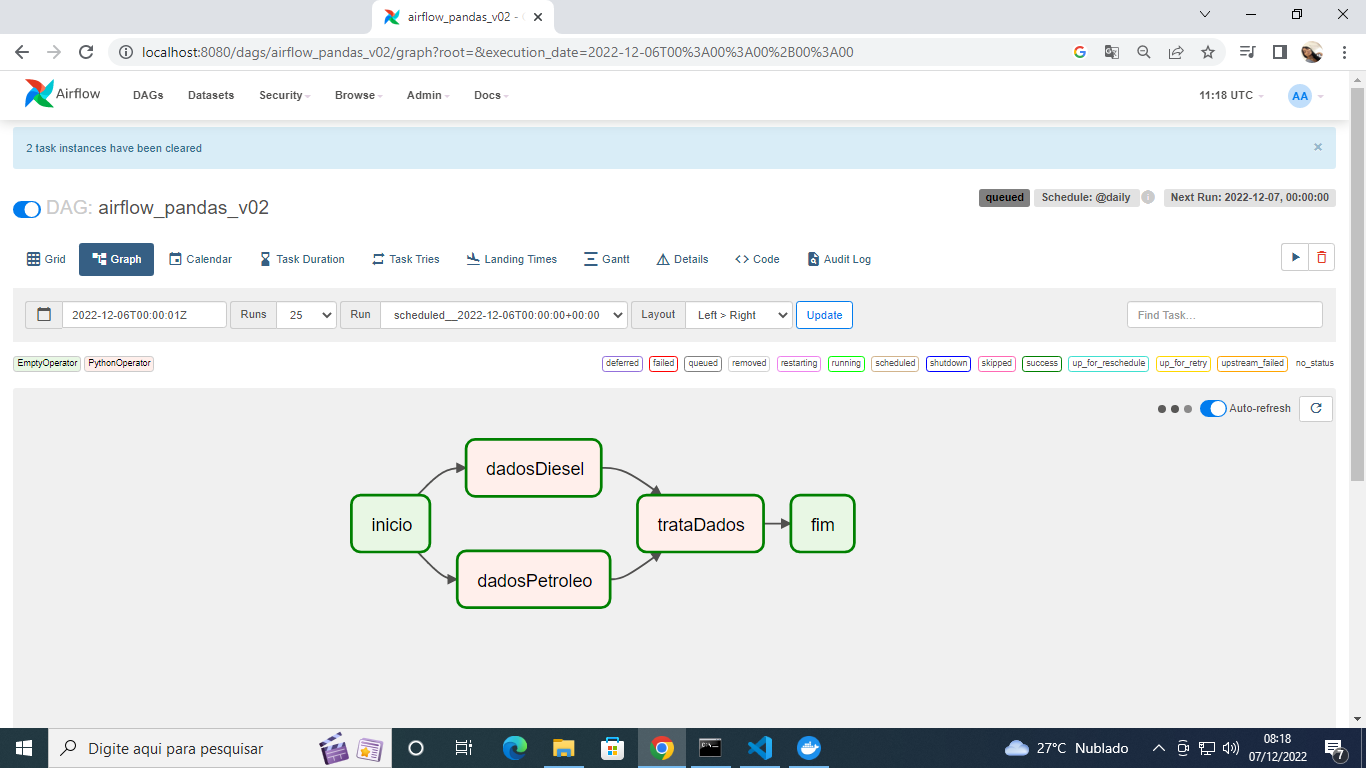 airflow_pandas_v02 -
localhost:8080/dags/airflow_pandas_v02/graph?root=&execution_date=2022-12-06T00%3A00%3A00%2B00%3A00
Airflow DAGs Datasets Security Browse Admin Docs 11:18 UTC AA
2 task instances have been cleared ×
DAG: airflow_pandas_v02 queued Schedule: @daily i Next Run: 2022-12-07, 00:00:00
Grid Graph Calendar Task Duration Task Tries Landing Times Gantt Details Code Audit Log
2022-12-06T00:00:01Z Runs 25 Run scheduled__2022-12-06T00:00:00+00:00 Layout Left > Right Update Find Task…
EmptyOperator PythonOperator deferred failed queued removed restarting running scheduled shutdown skipped success up_for_reschedule up_for_retry upstream_failed no_status
Auto-refresh
dadosDiesel
inicio trataDados fim
dadosPetroleo
Digite aqui para pesquisar 27°C Nublado 08:18
07/12/2022 7